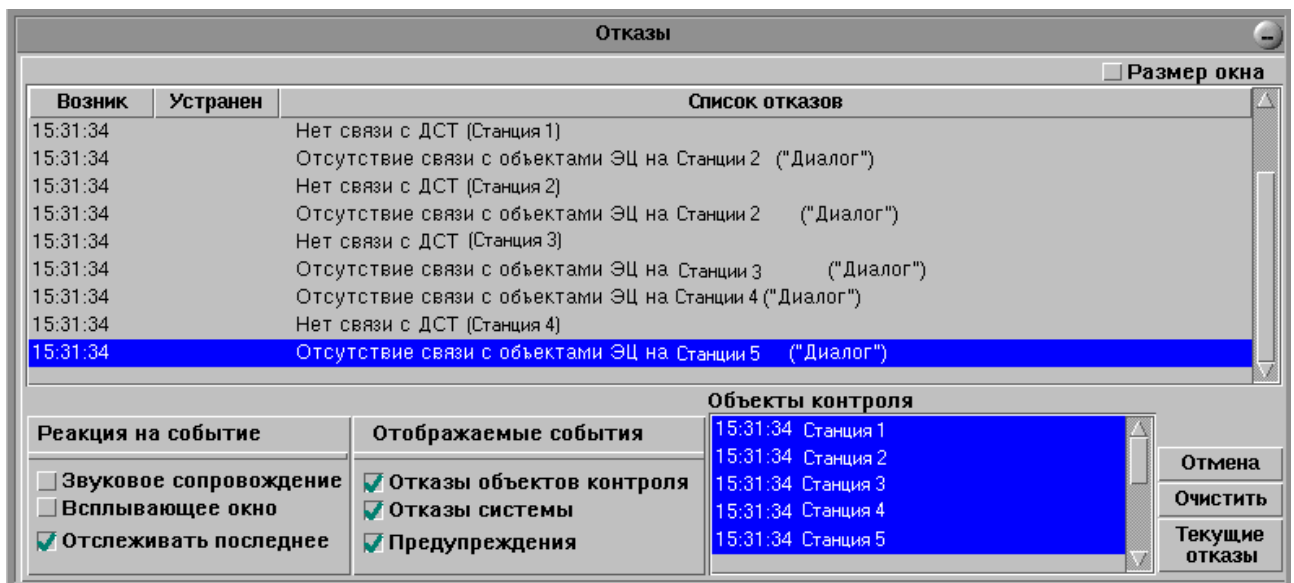 Отказы
Размер окна
Возник Устранен Список отказов
15:31:34 Нет связи с ДСТ (Станция 1)
15:31:34 Отсутствие связи с объектами ЭЦ на Станции 2 ("Диалог")
15:31:34 Нет связи с ДСТ (Станция 2)
15:31:34 Отсутствие связи с объектами ЭЦ на Станции 2 ("Диалог")
15:31:34 Нет связи с ДСТ (Станция 3)
15:31:34 Отсутствие связи с объектами ЭЦ на Станции 3 ("Диалог")
15:31:34 Отсутствие связи с объектами ЭЦ на Станции 4 ("Диалог")
15:31:34 Нет связи с ДСТ (Станция 4)
15:31:34 Отсутствие связи с объектами ЭЦ на Станции 5 ("Диалог")
Реакция на событие
Звуковое сопровождение
Всплывающее окно
Отслеживать последнее
Отображаемые события
Отказы объектов контроля
Отказы системы
Предупреждения
Объекты контроля
15:31:34 Станция 1
15:31:34 Станция 2
15:31:34 Станция 3
15:31:34 Станция 4
15:31:34 Станция 5
Отмена
Очистить
Текущие
отказы